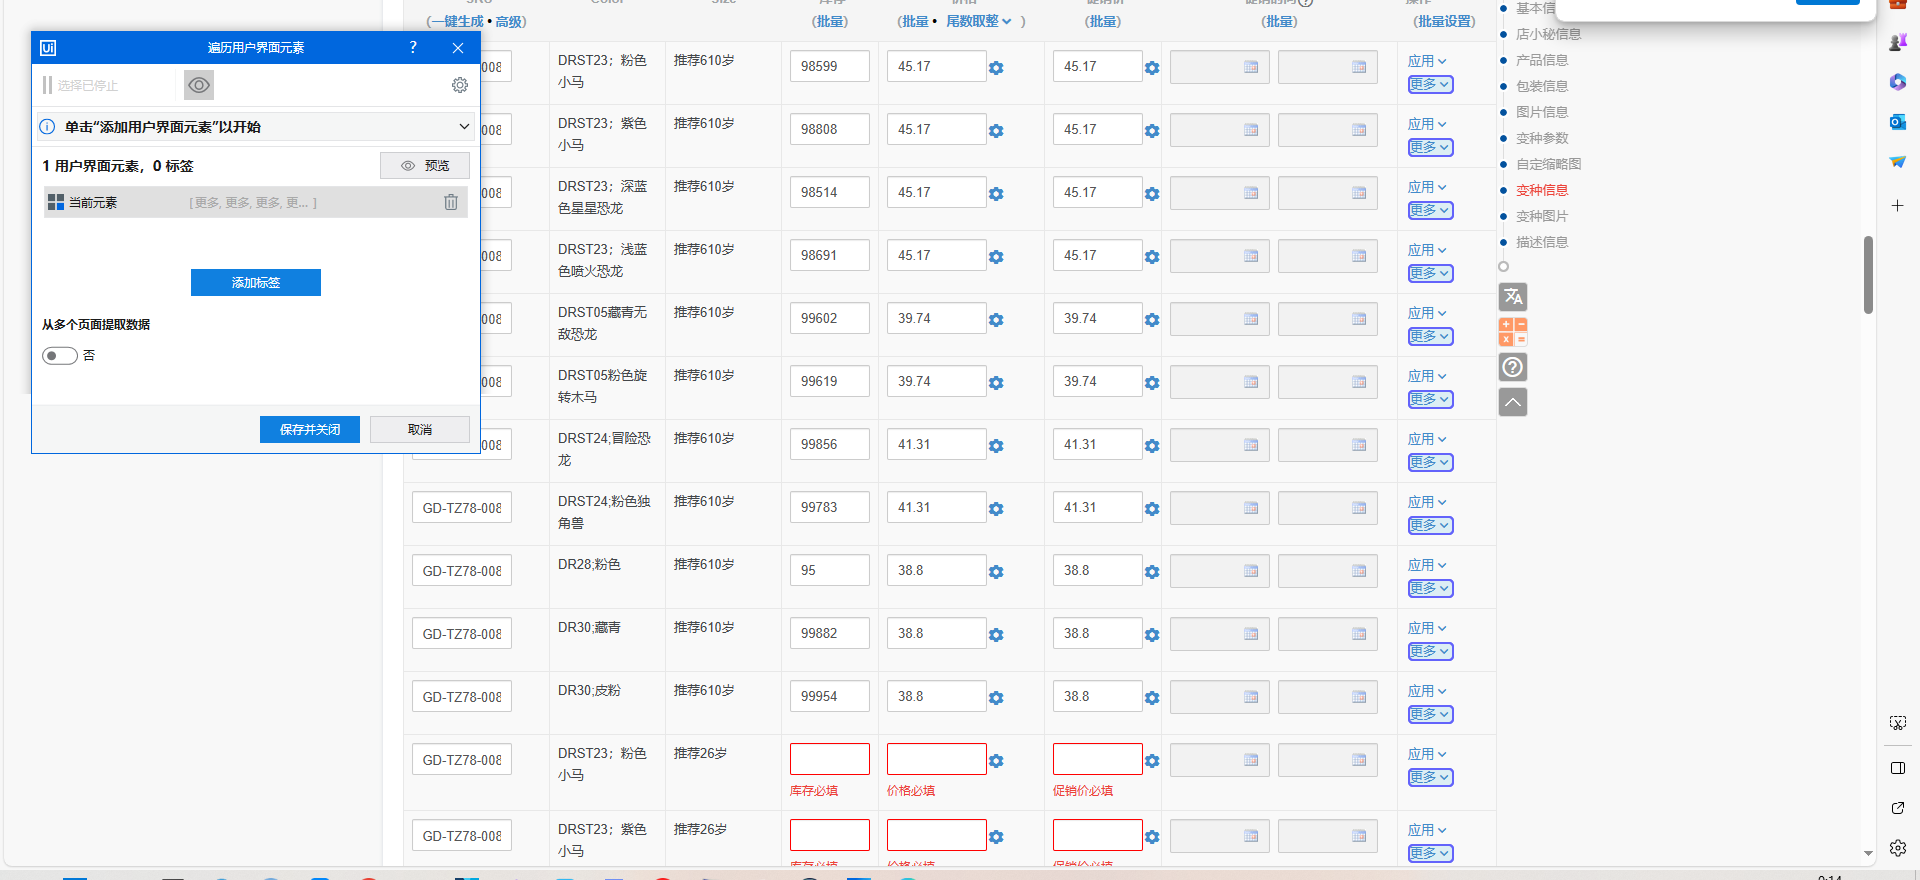 (一键生成•高级)
(批量)
(批量• 尾数取整 )
(批量)
(批量)
(批量设置)
遍历用户界面元素
?
选择已停止
单击“添加用户界面元素”以开始
1 用户界面元素, 0 标签
预览
当前元素
[ 更多, 更多, 更多, 更... ]
添加标签
从多个页面提取数据
否
保存并关闭
取消
008
DRST23；粉色小马
推荐610岁
98599
45.17
45.17
应用
更多
008
DRST23；紫色小马
推荐610岁
98808
45.17
45.17
应用
更多
008
DRST23；深蓝色星星恐龙
推荐610岁
98514
45.17
45.17
应用
更多
008
DRST23；浅蓝色喷火恐龙
推荐610岁
98691
45.17
45.17
应用
更多
008
DRST05藏青无敌恐龙
推荐610岁
99602
39.74
39.74
应用
更多
008
DRST05粉色旋转木马
推荐610岁
99619
39.74
39.74
应用
更多
008
DRST24;冒险恐龙
推荐610岁
99856
41.31
41.31
应用
更多
GD-TZ78-008
DRST24;粉色独角兽
推荐610岁
99783
41.31
41.31
应用
更多
GD-TZ78-008
DR28;粉色
推荐610岁
95
38.8
38.8
应用
更多
GD-TZ78-008
DR30;藏青
推荐610岁
99882
38.8
38.8
应用
更多
GD-TZ78-008
DR30;皮粉
推荐610岁
99954
38.8
38.8
应用
更多
GD-TZ78-008
DRST23；粉色小马
推荐26岁
库存必填
价格必填
促销价必填
应用
更多
GD-TZ78-008
DRST23；紫色小马
推荐26岁
应用
更多
基本信
店小秘信息
产品信息
包装信息
图片信息
变种参数
自定缩略图
变种信息
变种图片
描述信息